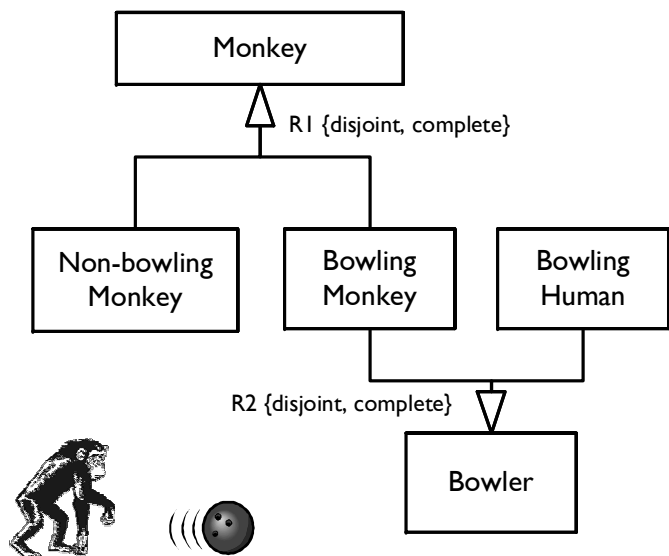 Monkey
R1 {disjoint, complete}
Non-bowling
Monkey
Bowling
Monkey
Bowling
Human
R2 {disjoint, complete}
Bowler